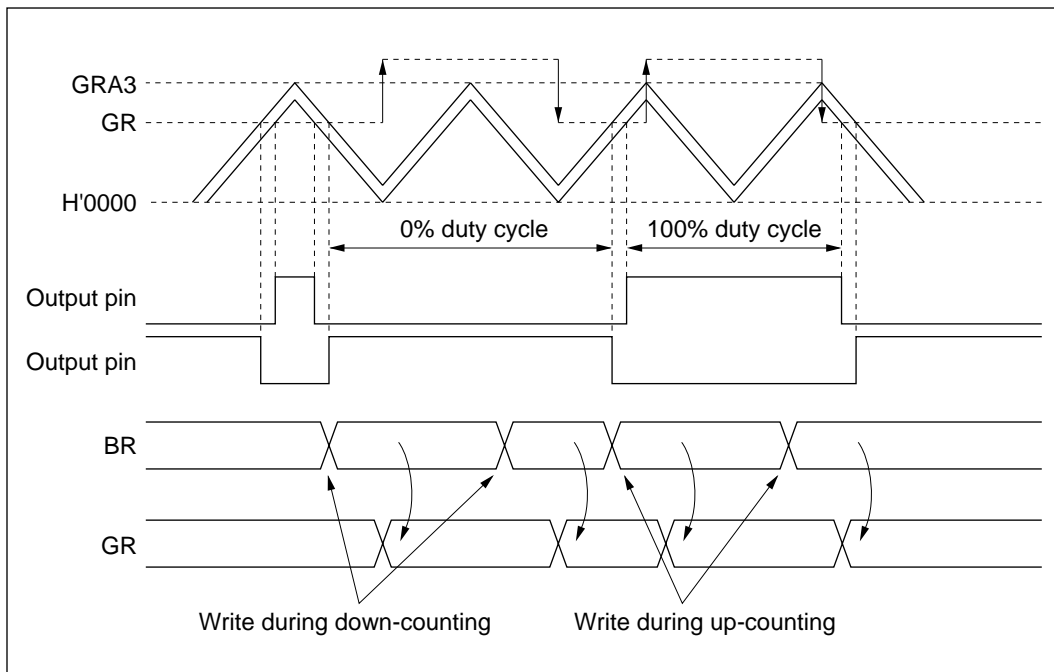 GRA3
GR
H'0000
0% duty cycle
100% duty cycle
Output pin
Output pin
BR
GR
Write during down-counting
Write during up-counting